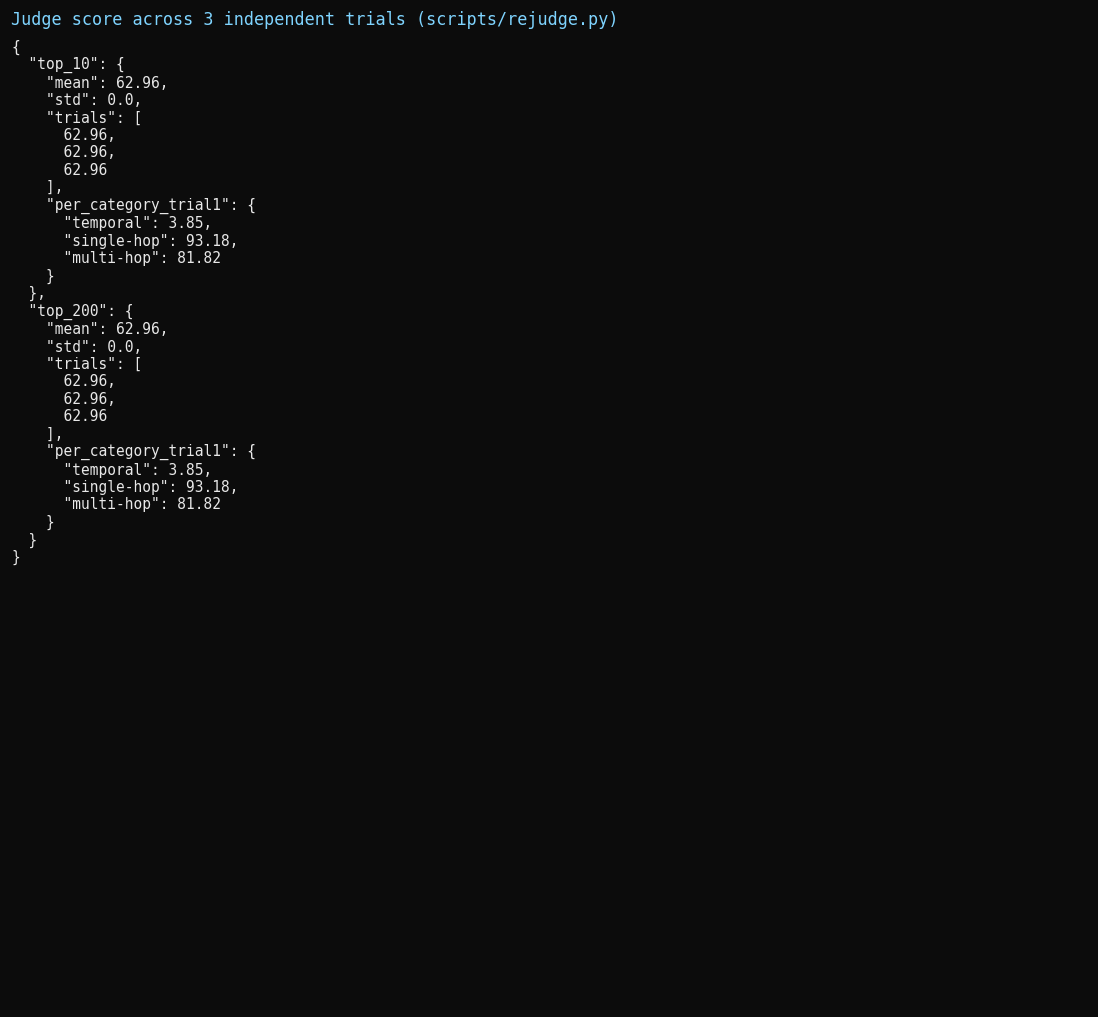 Judge score across 3 independent trials (scripts/rejudge.py)
{
  "top_10": {
    "mean": 62.96,
    "std": 0.0,
    "trials": [
      62.96,
      62.96,
      62.96
    ],
    "per_category_trial1": {
      "temporal": 3.85,
      "single-hop": 93.18,
      "multi-hop": 81.82
    }
  },
  "top_200": {
    "mean": 62.96,
    "std": 0.0,
    "trials": [
      62.96,
      62.96,
      62.96
    ],
    "per_category_trial1": {
      "temporal": 3.85,
      "single-hop": 93.18,
      "multi-hop": 81.82
    }
  }
}